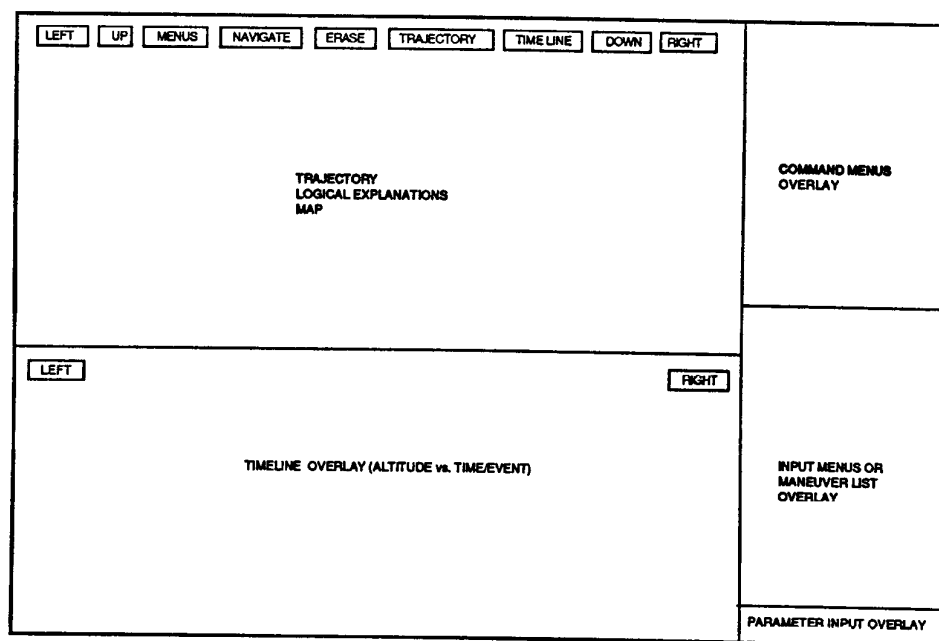 LEFT UP MENUS NAVIGATE ERASE TRAJECTORY TIME LINE DOWN RIGHT
TRAJECTORY
LOGICAL EXPLANATIONS
MAP
COMMAND MENUS
OVERLAY
LEFT RIGHT
TIMELINE OVERLAY (ALTITUDE vs. TIME/EVENT)
INPUT MENUS OR
MANEUVER LIST
OVERLAY
PARAMETER INPUT OVERLAY